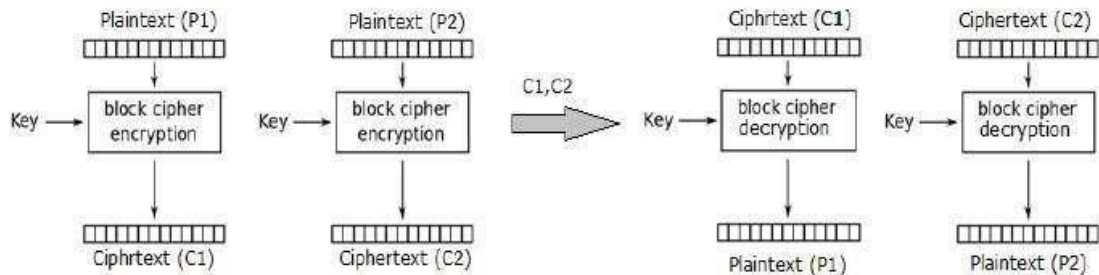 Plaintext (P1)
Plaintext (P2)
Ciphrtext (C1)
Ciphertext (C2)
C1,C2
Key
block cipher
encryption
Key
block cipher
encryption
Key
block cipher
decryption
Key
block cipher
decryption
Ciphrtext (C1)
Ciphertext (C2)
Plaintext (P1)
Plaintext (P2)